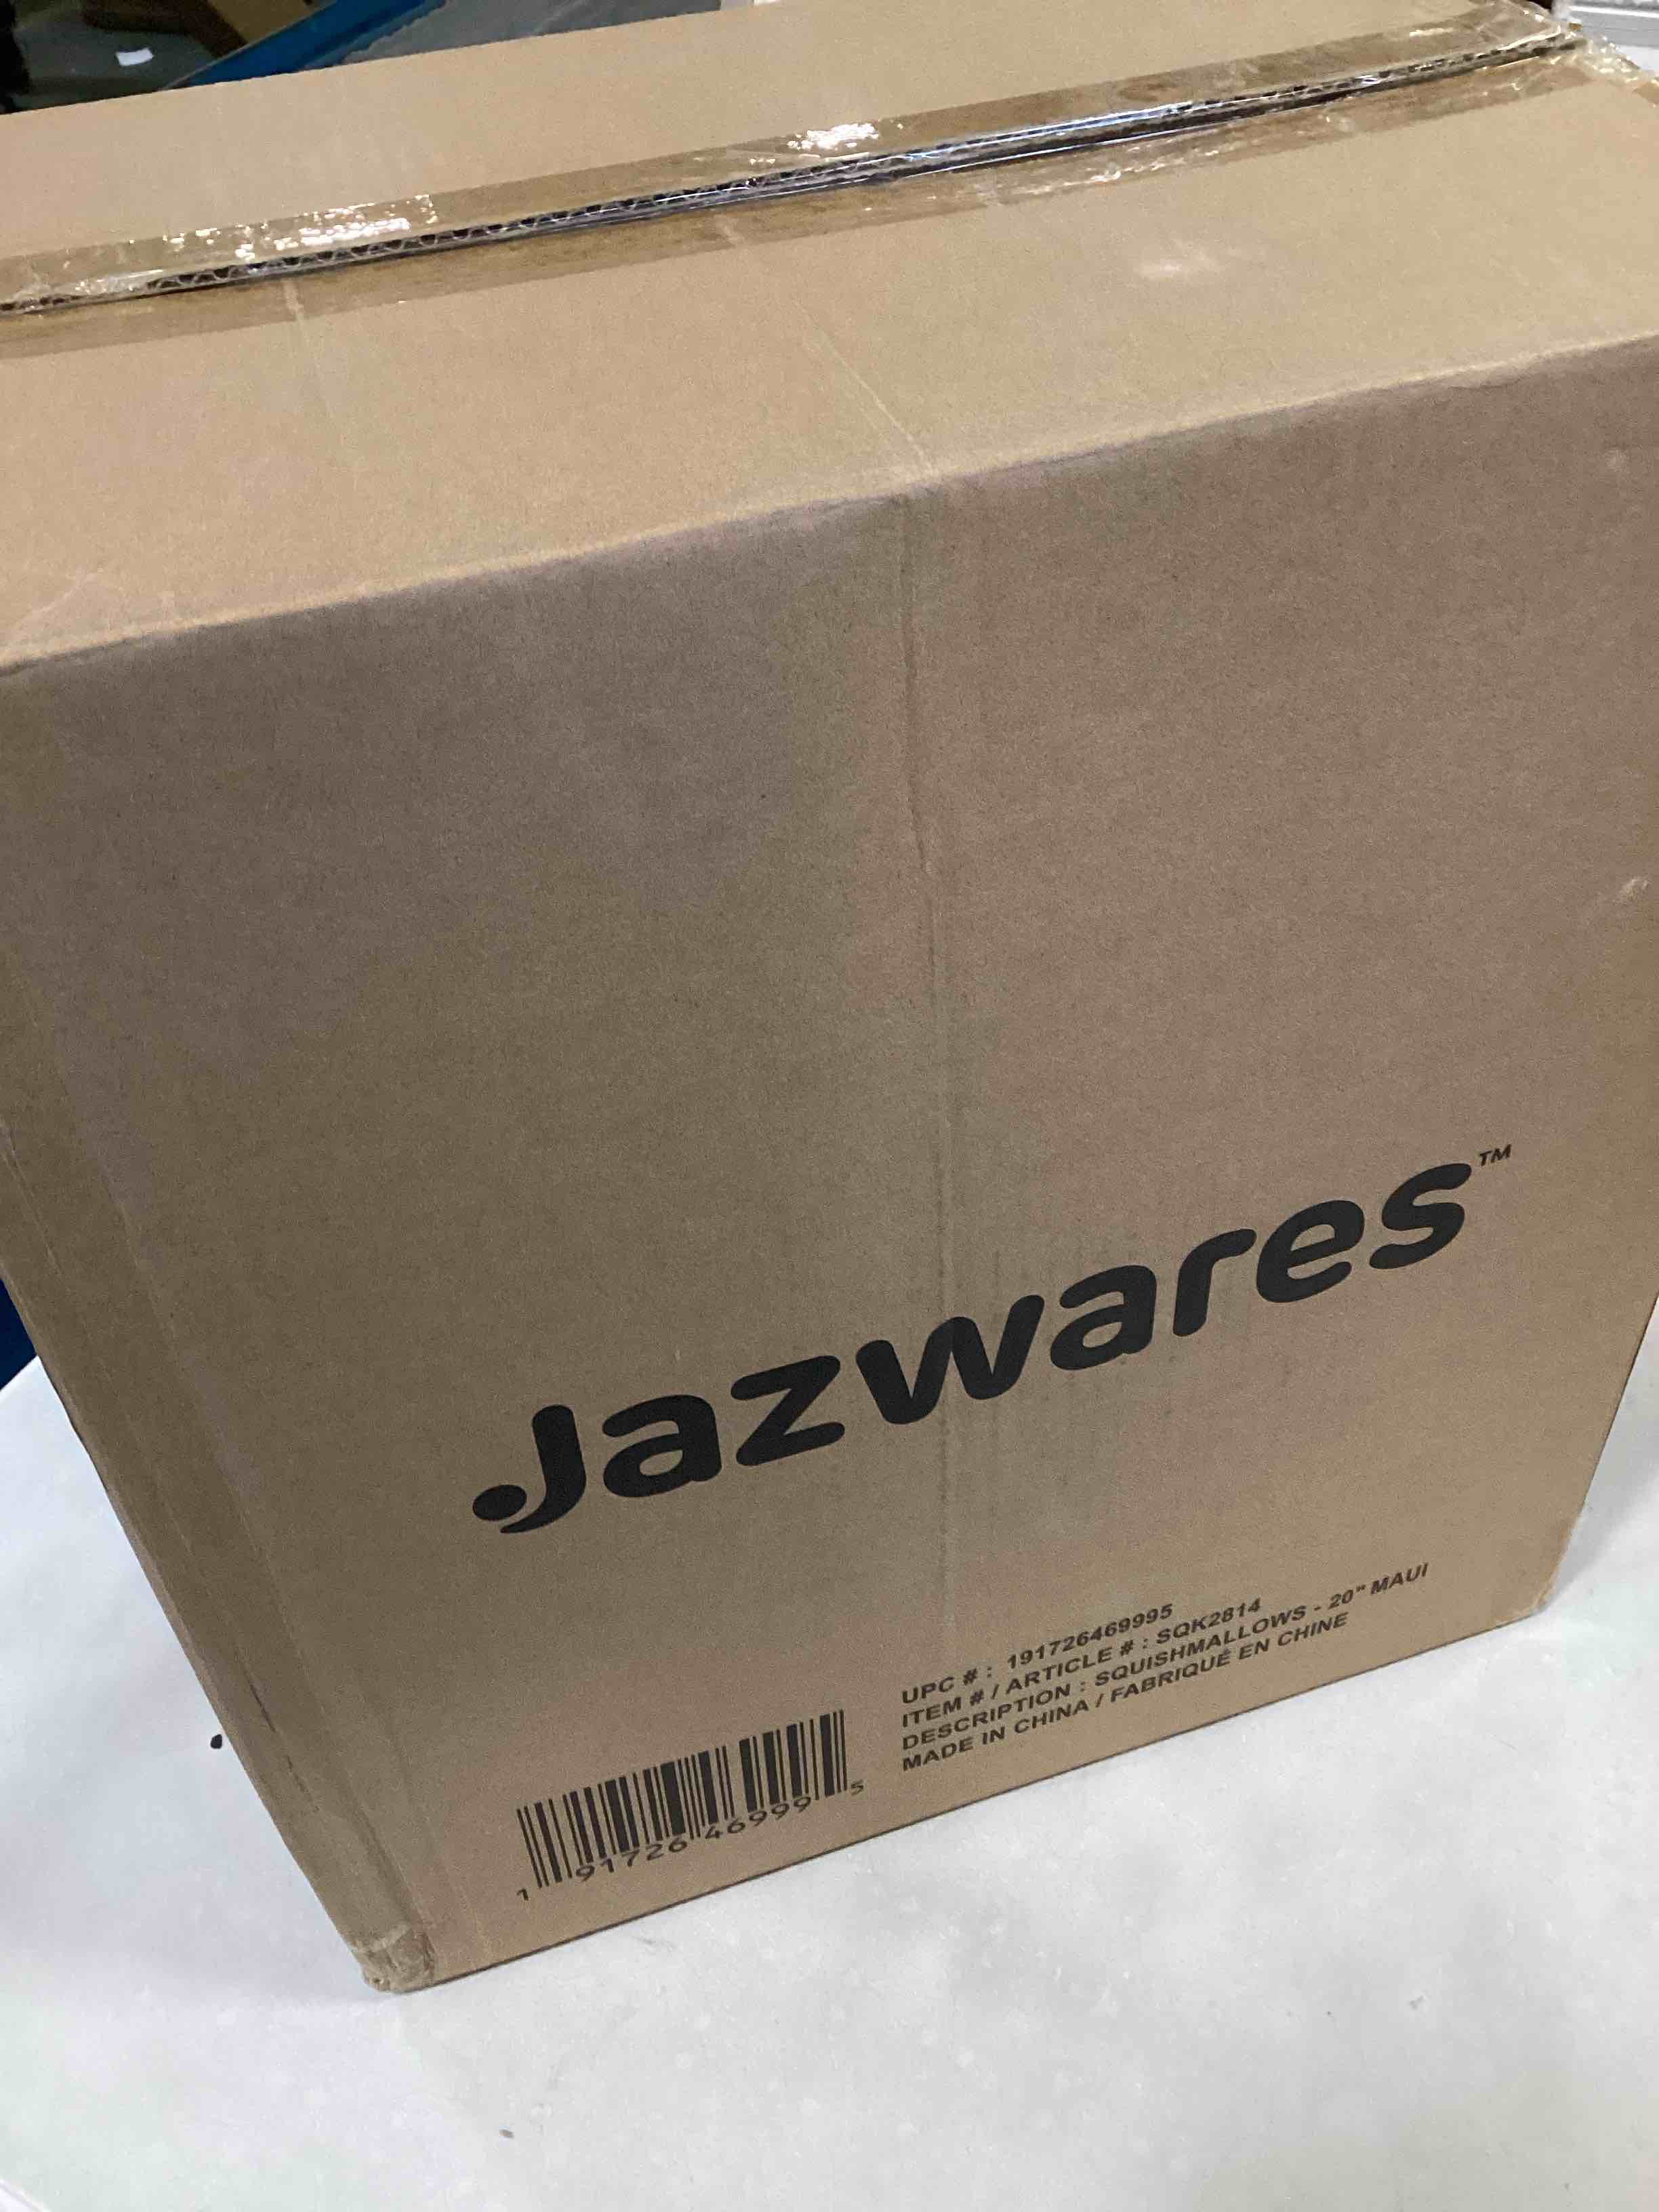 Jazwares™
UPC # : 191726469995
ITEM # / ARTICLE # : SQK2814
DESCRIPTION : SQUISHMALLOWS - 20" MAUI
MADE IN CHINA / FABRIQUÉ EN CHINE
1 91726 46999 5